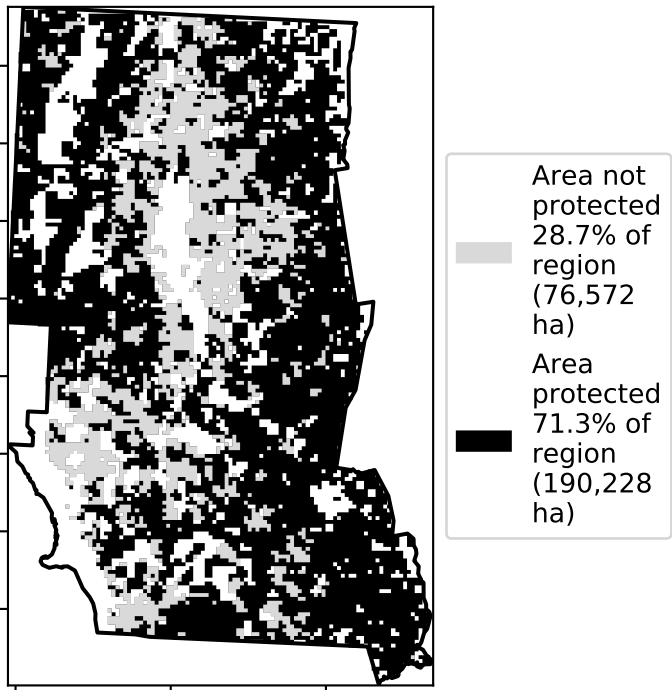 Area not
protected
28.7% of
region
(76,572
ha)
Area
protected
71.3% of
region
(190,228
ha)